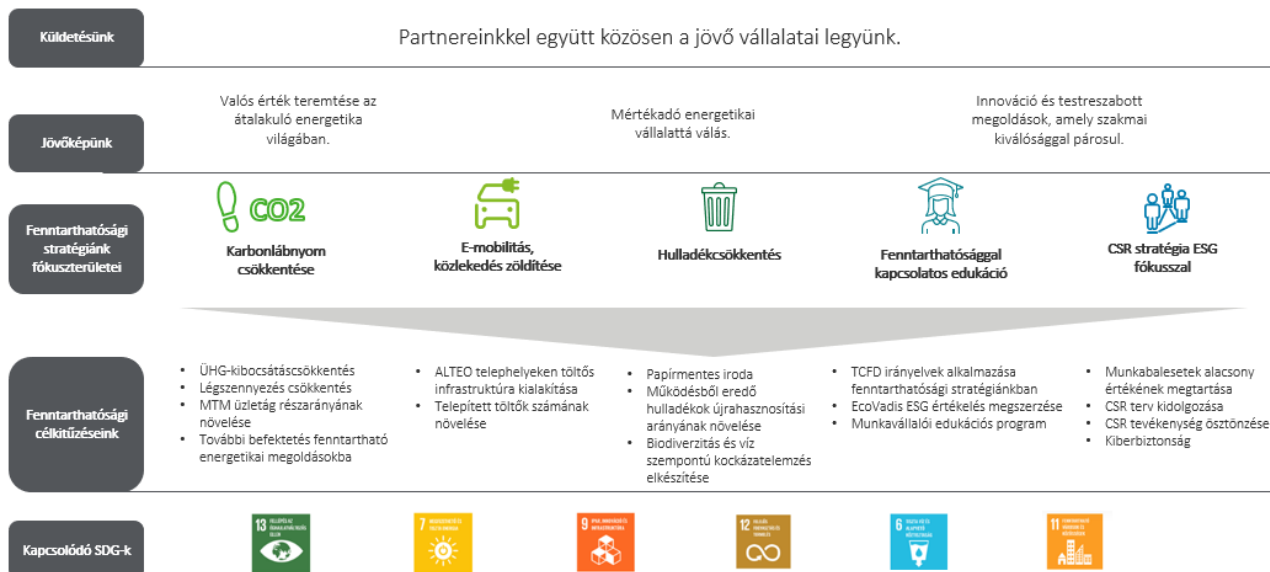 Küldetésünk
Partnereinkkel együtt közösen a jövő vállalatai legyünk.
Jövőképünk
Valós érték teremtése az
átalakuló energetika
világában.
Mértékadó energetikai
vállalattá válás.
Innováció és testreszabott
megoldások, amely szakmai
kiválósággal párosul.
Fenntarthatósági
stratégiánk
fókuszterületei
CO2
Karbonlábnyom
csökkentése
E-mobilitás,
közlekedés zöldítése
Hulladékcsökkentés
Fenntarthatósággal
kapcsolatos edukáció
CSR stratégia ESG
fókusszal
Fenntarthatósági
célkitűzéseink
• ÜHG-kibocsátáscsökkentés
• Légszennyezés csökkentés
• MTM üzletág részarányának
növelése
• További befektetés fenntartható
energetikai megoldásokba
• ALTEO telephelyeken töltős
infrastruktúra kialakítása
• Telepített töltők számának
növelése
• Papírmentes iroda
• Működésből eredő
hulladékok újrahasznosítási
arányának növelése
• Biodiverzitás és víz
szempontú kockázatelemzés
elkészítése
• TCFD irányelvek alkalmazása
fenntarthatósági stratégiánkban
• EcoVadis ESG értékelés megszerzése
• Munkavállalói edukációs program
• Munkabalesetek alacsony
értékének megtartása
• CSR terv kidolgozása
• CSR tevékenység ösztönzése
• Kiberbiztonság
Kapcsolódó SDG-k
13
7
9
12
6
11